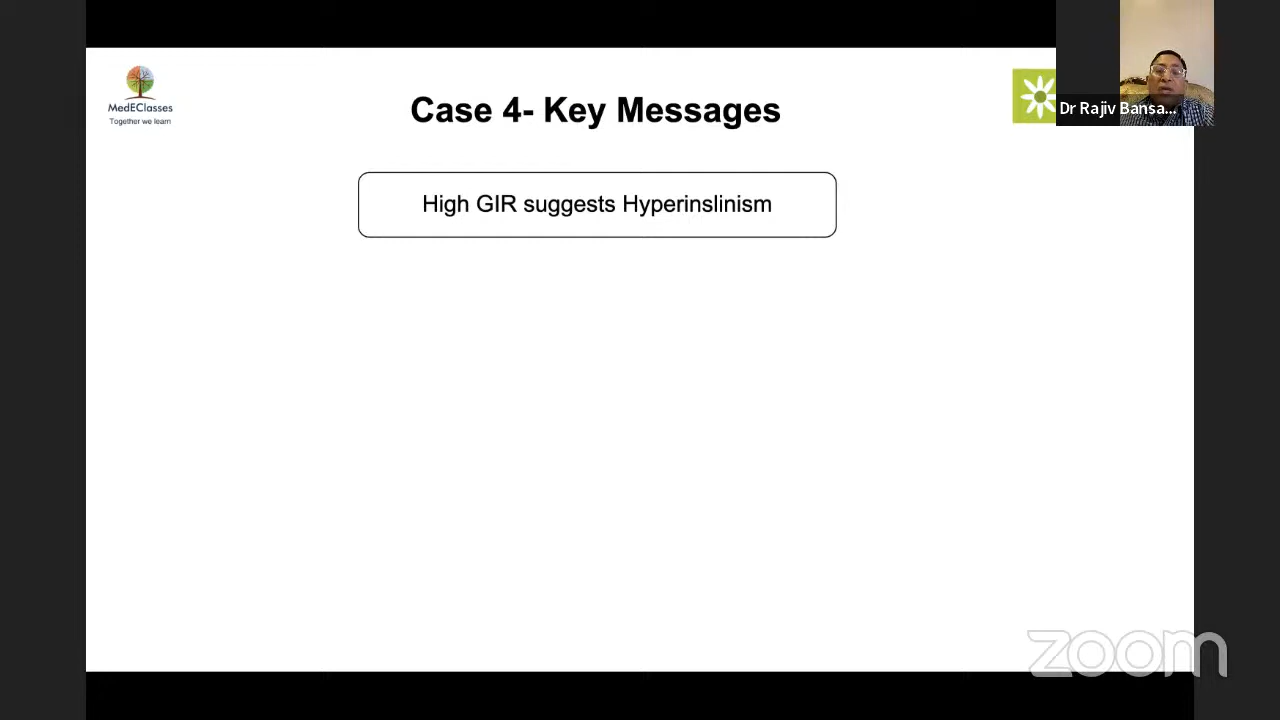 MedEClasses
Together we learn
Case 4- Key Messages
Dr Rajiv Bansa...
High GIR suggests Hyperinslinism
zoom